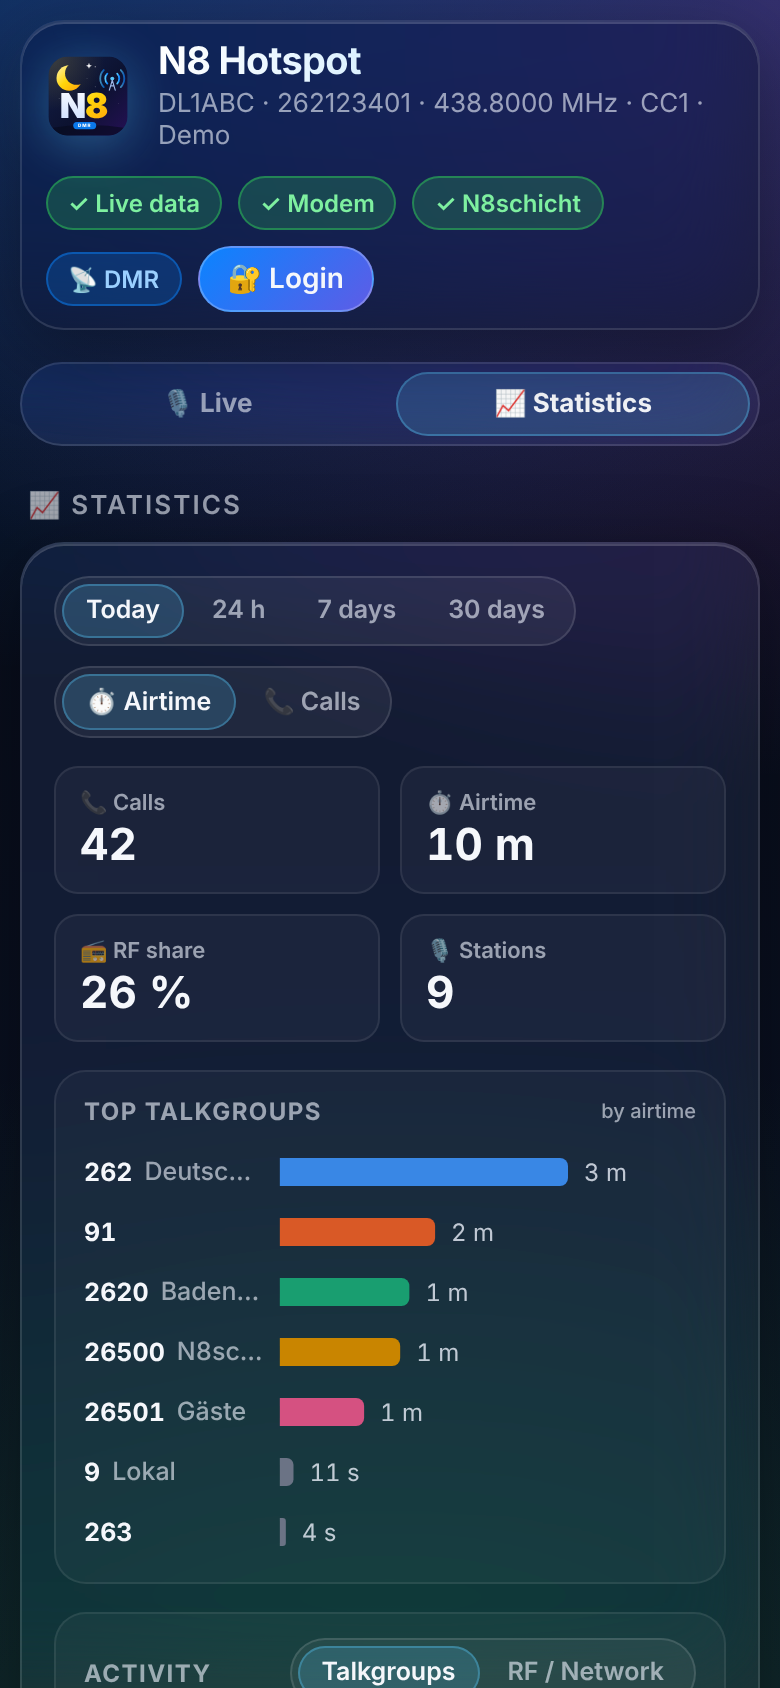 N8
DMR
N8 Hotspot
DL1ABC · 262123401 · 438.8000 MHz · CC1 ·
Demo
✓ Live data
✓ Modem
✓ N8schicht
📡 DMR
🔐 Login
🎙️ Live
📈 Statistics
📈 STATISTICS
Today
24 h
7 days
30 days
⏱️ Airtime
📞 Calls
📞 Calls
42
⏱️ Airtime
10 m
📻 RF share
26 %
🎙️ Stations
9
TOP TALKGROUPS
by airtime
262 Deutsc... 3 m
91 2 m
2620 Baden... 1 m
26500 N8sc... 1 m
26501 Gäste 1 m
9 Lokal 11 s
263 4 s
ACTIVITY
Talkgroups
RF / Network